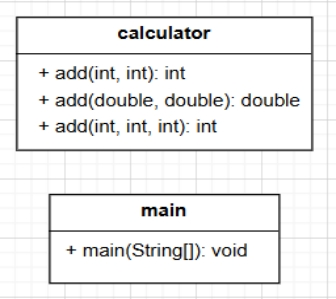 calculator
+ add(int, int): int
+ add(double, double): double
+ add(int, int, int): int
main
+ main(String[]): void